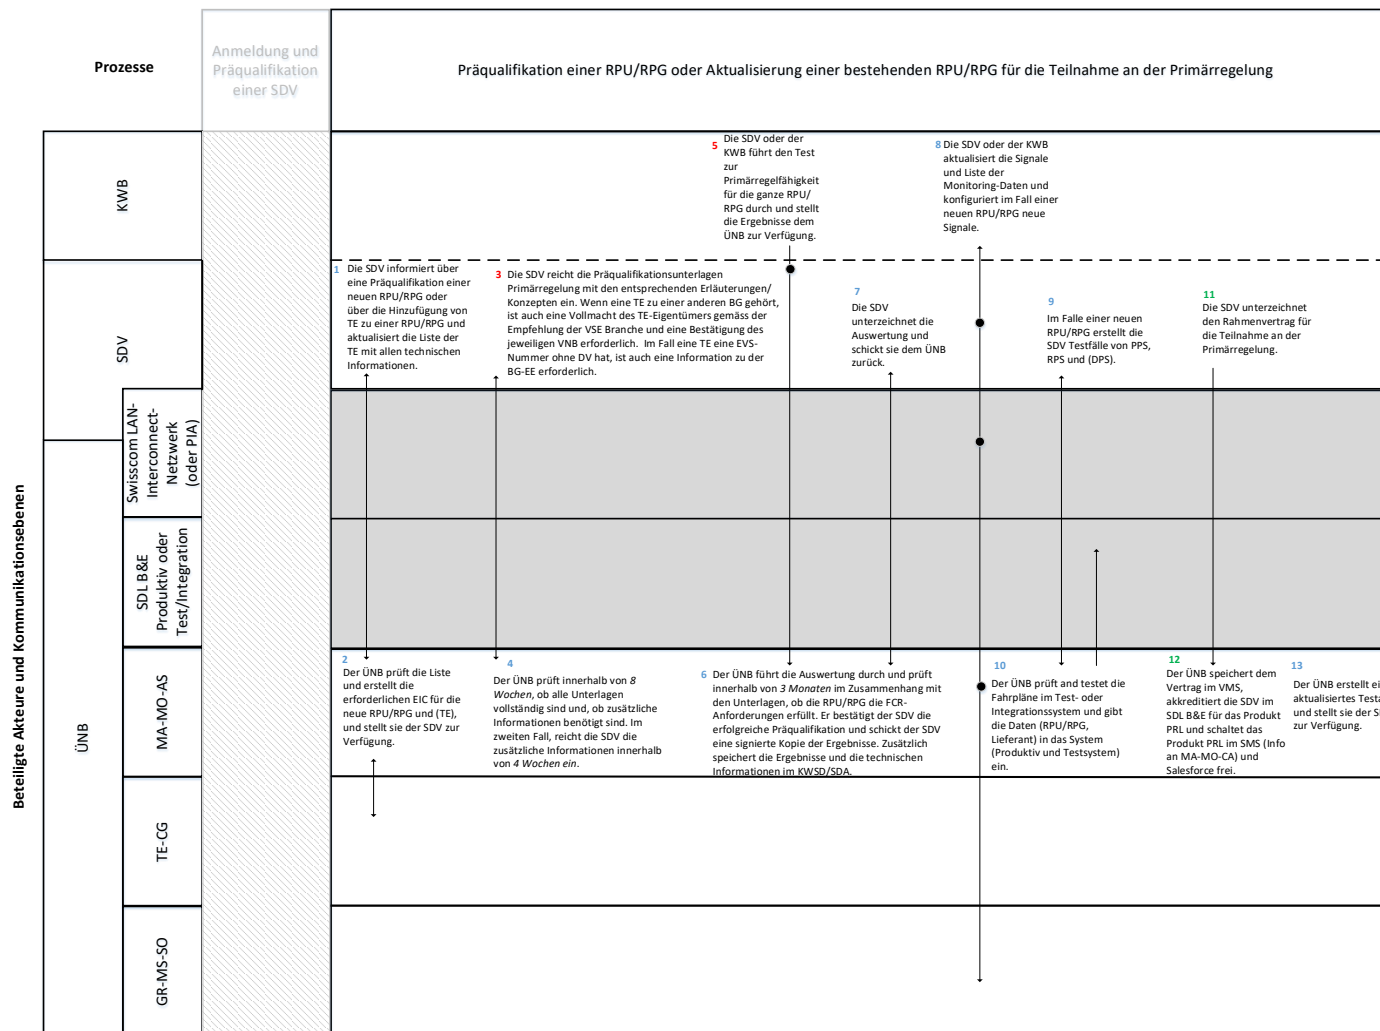 Prozesse
Anmeldung und
Präqualifikation
einer SDV
Präqualifikation einer RPU/RPG oder Aktualisierung einer bestehenden RPU/RPG für die Teilnahme an der Primärregelung
Beteiligte Akteure und Kommunikationsebenen
KWB
5
Die SDV oder der
KWB führt den Test
zur
Primärregelfähigkeit
für die ganze RPU/
RPG durch und stellt
die Ergebnisse dem
ÜNB zur Verfügung.
8
Die SDV oder der KWB
aktualisiert die Signale
und Liste der
Monitoring-Daten und
konfiguriert im Fall einer
neuen RPU/RPG neue
Signale.
SDV
1
Die SDV informiert über
eine Präqualifikation einer
neuen RPU/RPG oder
über die Hinzufügung von
TE zu einer RPU/RPG und
aktualisiert die Liste der
TE mit allen technischen
Informationen.
3
Die SDV reicht die Präqualifikationsunterlagen
Primärregelung mit den entsprechenden Erläuterungen/
Konzepten ein. Wenn eine TE zu einer anderen BG gehört,
ist auch eine Vollmacht des TE-Eigentümers gemäss der
Empfehlung der VSE Branche und eine Bestätigung des
jeweiligen VNB erforderlich. Im Fall eine TE eine EVS-
Nummer ohne DV hat, ist auch eine Information zu der
BG-EE erforderlich.
7
Die SDV
unterzeichnet die
Auswertung und
schickt sie dem ÜNB
zurück.
9
Im Falle einer neuen
RPU/RPG erstellt die
SDV Testfälle von PPS,
RPS und (DPS).
11
Die SDV unterzeichnet
den Rahmenvertrag für
die Teilnahme an der
Primärregelung.
Swisscom LAN-
Interconnect-
Netzwerk
(oder PIA)
SDL B&E
Produktiv oder
Test/Integration
ÜNB
MA-MO-AS
2
Der ÜNB prüft die Liste
und erstellt die
erforderlichen EIC für die
neue RPU/RPG und (TE),
und stellt sie der SDV zur
Verfügung.
4
Der ÜNB prüft innerhalb von 8
Wochen, ob alle Unterlagen
vollständig sind und, ob zusätzliche
Informationen benötigt sind. Im
zweiten Fall, reicht die SDV die
zusätzliche Informationen innerhalb
von 4 Wochen ein.
6
Der ÜNB führt die Auswertung durch und prüft
innerhalb von 3 Monaten im Zusammenhang mit
den Unterlagen, ob die RPU/RPG die FCR-
Anforderungen erfüllt. Er bestätigt der SDV die
erfolgreiche Präqualifikation und schickt der SDV
eine signierte Kopie der Ergebnisse. Zusätzlich
speichert die Ergebnisse und die technischen
Informationen im KWSD/SDA.
10
Der ÜNB prüft and testet die
Fahrpläne im Test- oder
Integrationssystem und gibt
die Daten (RPU/RPG,
Lieferant) in das System
(Produktiv und Testsystem)
ein.
12
Der ÜNB speichert dem
Vertrag im VMS,
akkreditiert die SDV im
SDL B&E für das Produkt
PRL und schaltet das
Produkt PRL im SMS (Info
an MA-MO-CA) und
Salesforce frei.
13
Der ÜNB erstellt
aktualisiertes
und stellt sie der
zur Verfügung.
TE-CG
GR-MS-SO